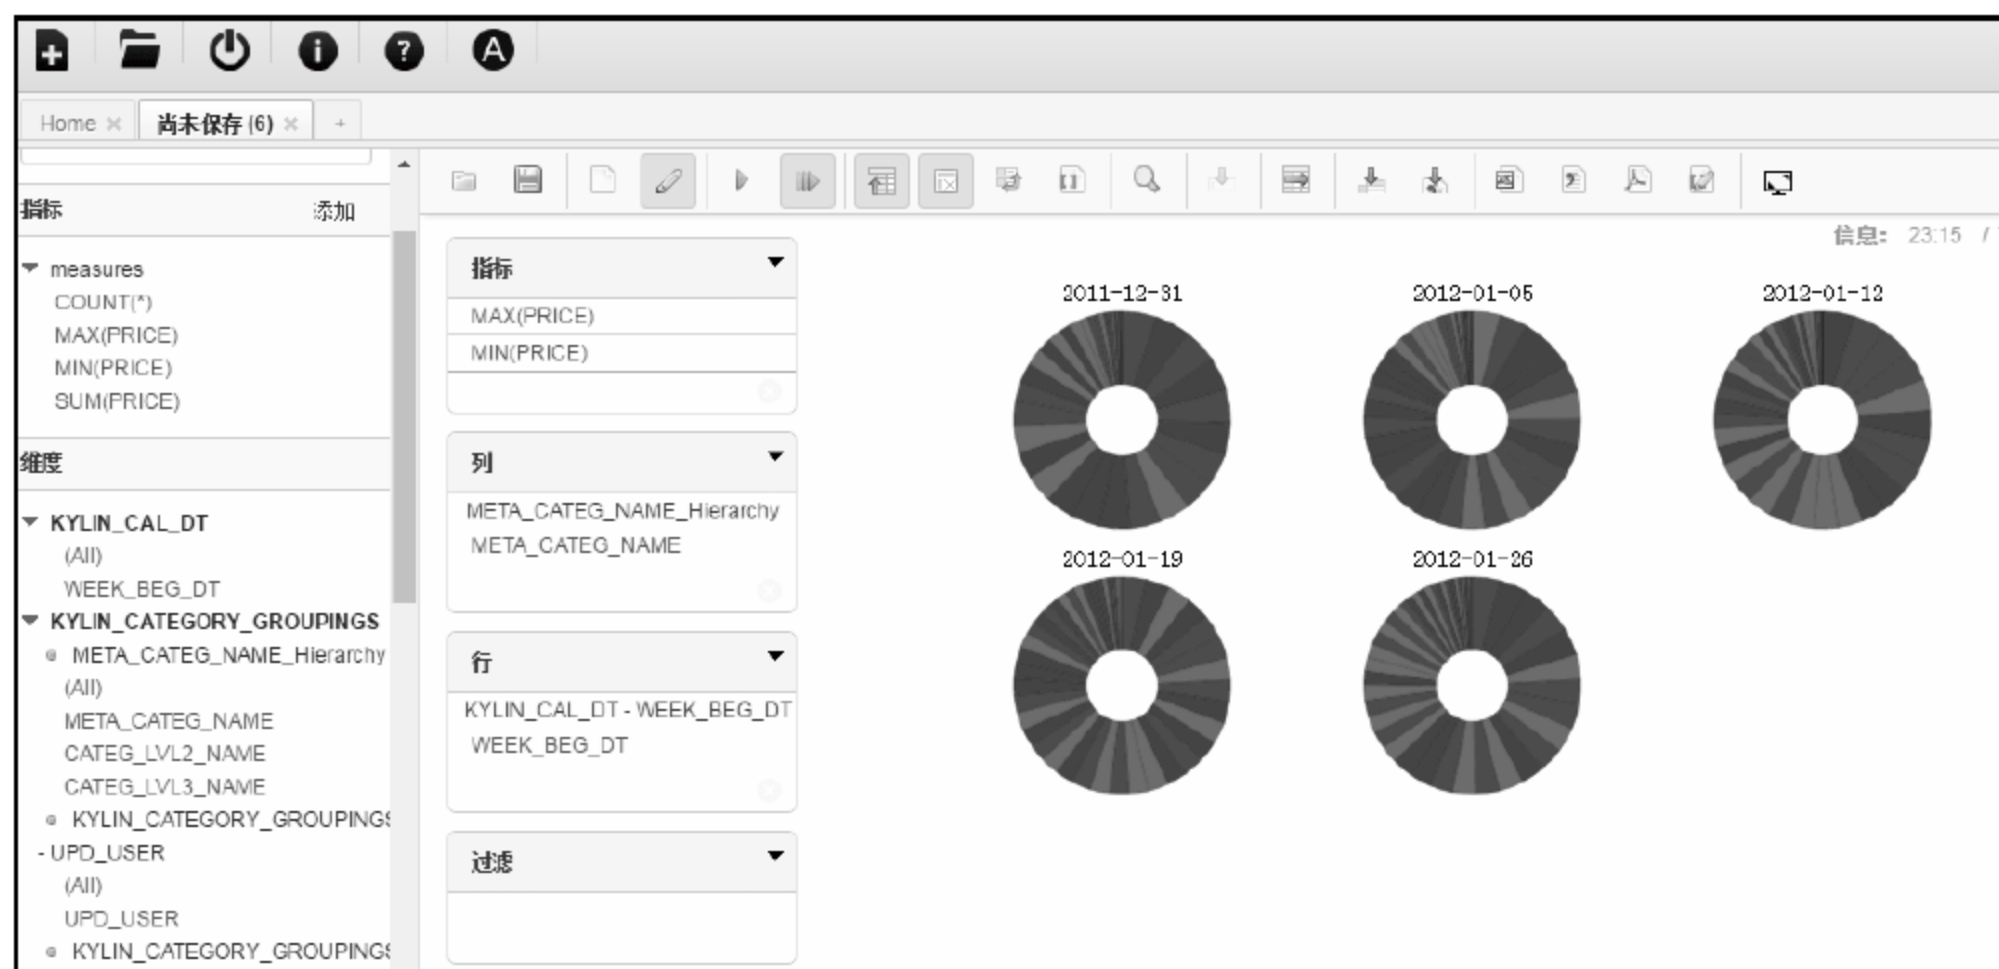 Home
尚未保存 (6)
+
指标 添加
measures
COUNT(*)
MAX(PRICE)
MIN(PRICE)
SUM(PRICE)
维度
KYLIN_CAL_DT
(All)
WEEK_BEG_DT
KYLIN_CATEGORY_GROUPINGS
META_CATEG_NAME_Hierarchy
(All)
META_CATEG_NAME
CATEG_LVL2_NAME
CATEG_LVL3_NAME
KYLIN_CATEGORY_GROUPINGS
- UPD_USER
(All)
UPD_USER
KYLIN_CATEGORY_GROUPINGS
指标
MAX(PRICE)
MIN(PRICE)
列
META_CATEG_NAME_Hierarchy
META_CATEG_NAME
行
KYLIN_CAL_DT - WEEK_BEG_DT
WEEK_BEG_DT
过滤
信息: 23:15 /
2011-12-31
2012-01-05
2012-01-12
2012-01-19
2012-01-26